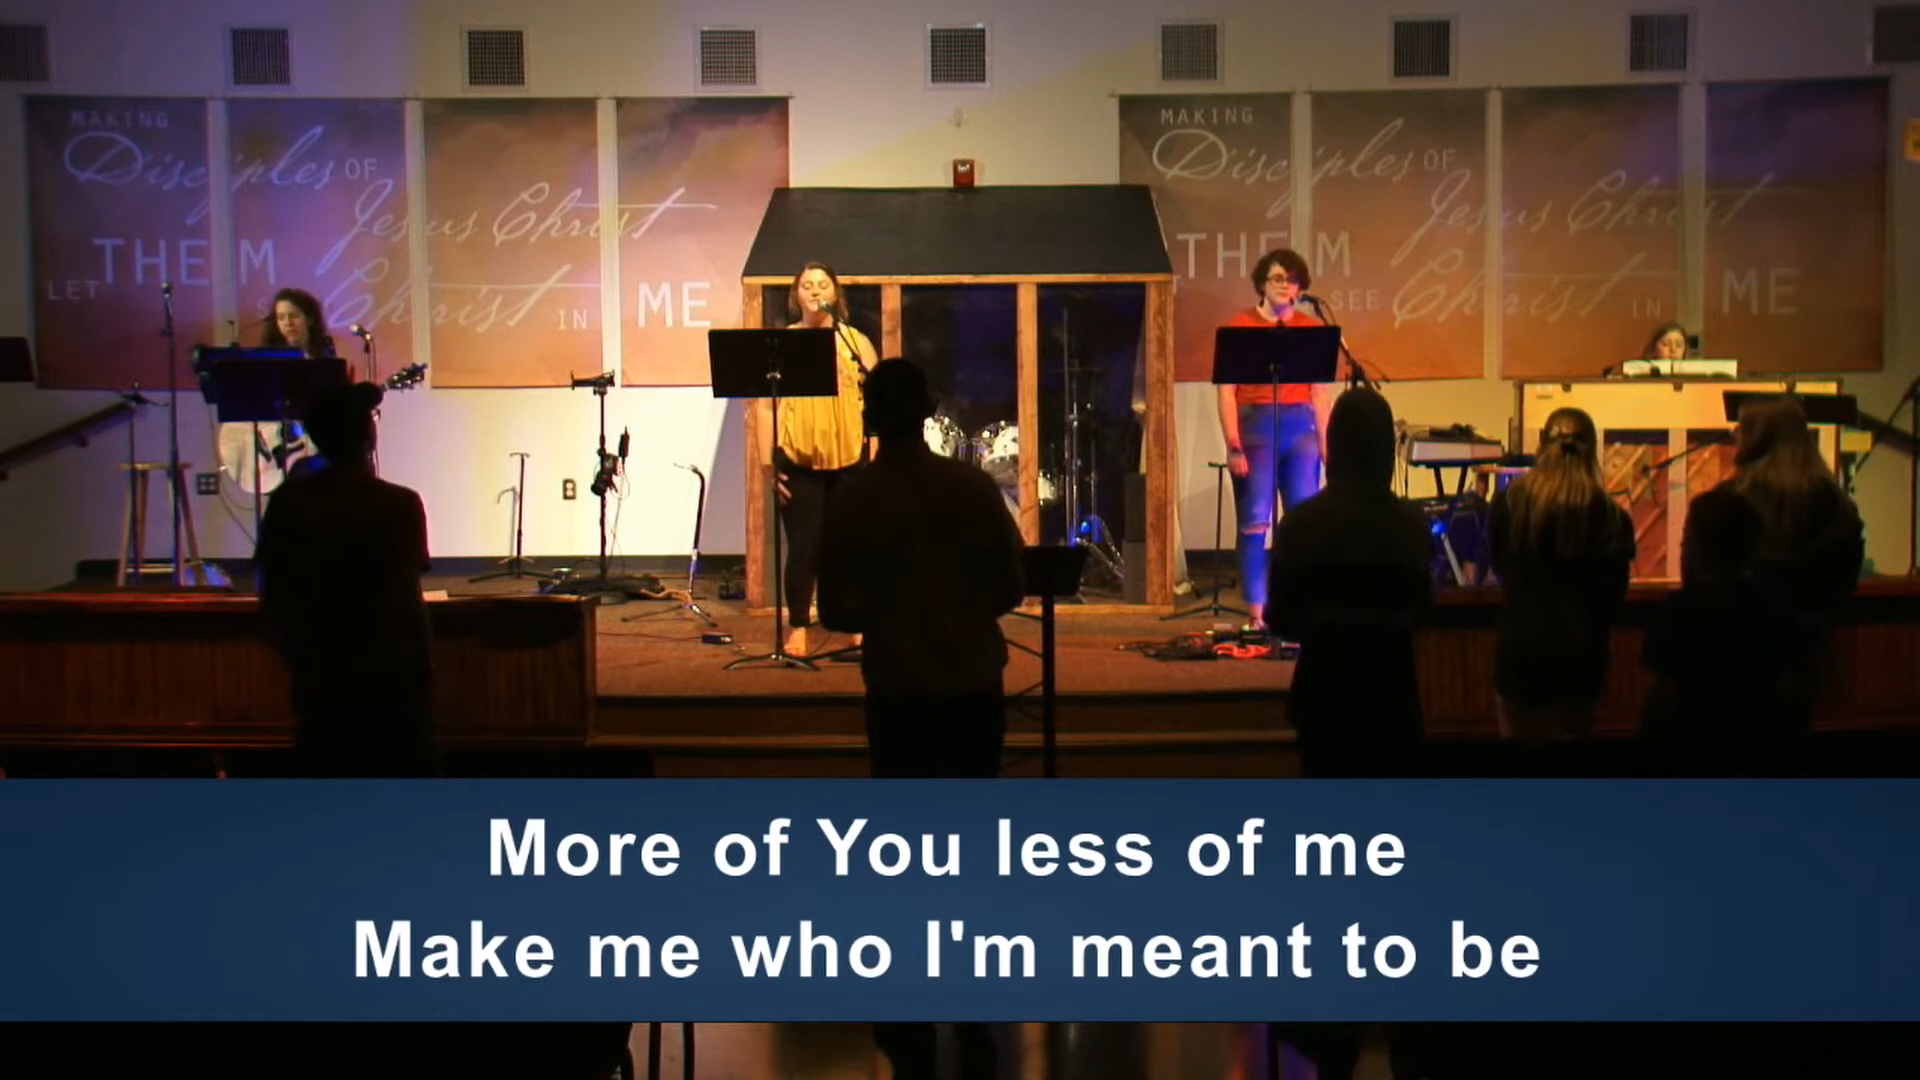 MAKING
Disciples OF
Jesus Christ
LET THEM
Christ IN ME
MAKING
Disciples OF
Jesus Christ
THEM
SEE Christ IN ME
More of You less of me
Make me who I'm meant to be